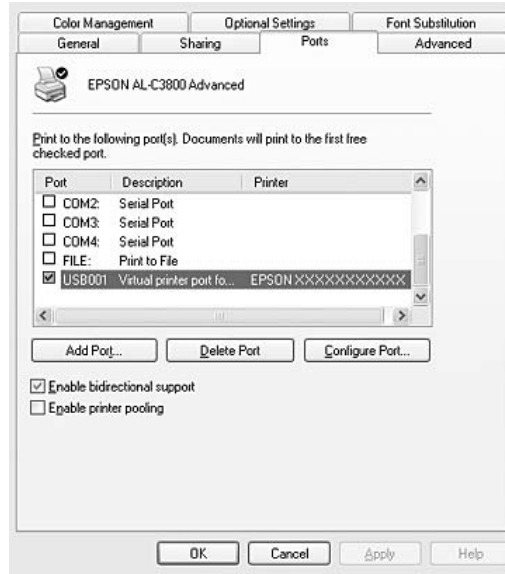 Color Management Optional Settings Font Substitution
General Sharing Ports Advanced
EPSON AL-C3800 Advanced
Print to the following port(s). Documents will print to the first free
checked port.
Port Description Printer
COM2: Serial Port
COM3: Serial Port
COM4: Serial Port
FILE: Print to File
USB001 Virtual printer port fo... EPSON XXXXXXXXXXX
Add Port... Delete Port Configure Port...
Enable bidirectional support
Enable printer pooling
OK Cancel Apply Help